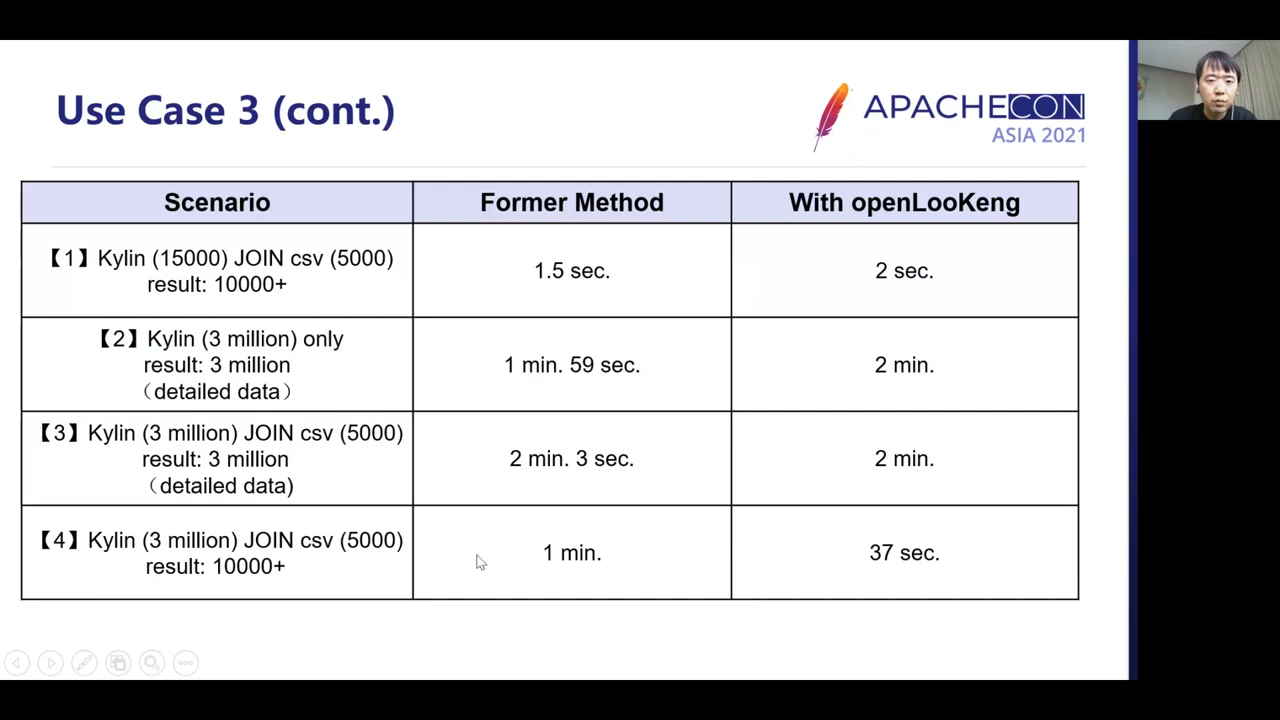 Use Case 3 (cont.)
APACHECON
ASIA 2021
Scenario
Former Method
With openLooKeng
【1】Kylin (15000) JOIN csv (5000)
result: 10000+
1.5 sec.
2 sec.
【2】Kylin (3 million) only
result: 3 million
（detailed data）
1 min. 59 sec.
2 min.
【3】Kylin (3 million) JOIN csv (5000)
result: 3 million
（detailed data)
2 min. 3 sec.
2 min.
【4】Kylin (3 million) JOIN csv (5000)
result: 10000+
1 min.
37 sec.